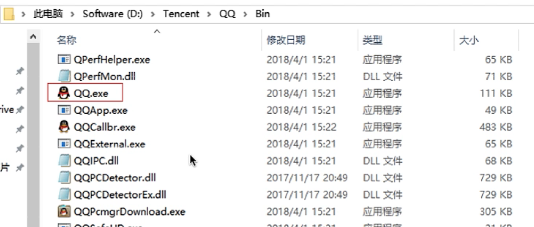 此电脑 > Software (D:) > Tencent > QQ > Bin
名称 修改日期 类型 大小
QPerfHelper.exe 2018/4/1 15:21 应用程序 65 KB
QPerfMon.dll 2018/4/1 15:21 DLL 文件 71 KB
QQ.exe 2018/4/1 15:21 应用程序 111 KB
QQApp.exe 2018/4/1 15:21 应用程序 49 KB
QQCallbr.exe 2018/4/1 15:22 应用程序 483 KB
QQExternal.exe 2018/4/1 15:21 应用程序 65 KB
QQIPC.dll 2018/4/1 15:21 DLL 文件 68 KB
QQPCDetector.dll 2017/11/17 20:49 DLL 文件 729 KB
QQPCDetectorEx.dll 2017/11/17 20:49 DLL 文件 729 KB
片 QQPcmgrDownload.exe 2018/4/1 15:21 应用程序 305 KB